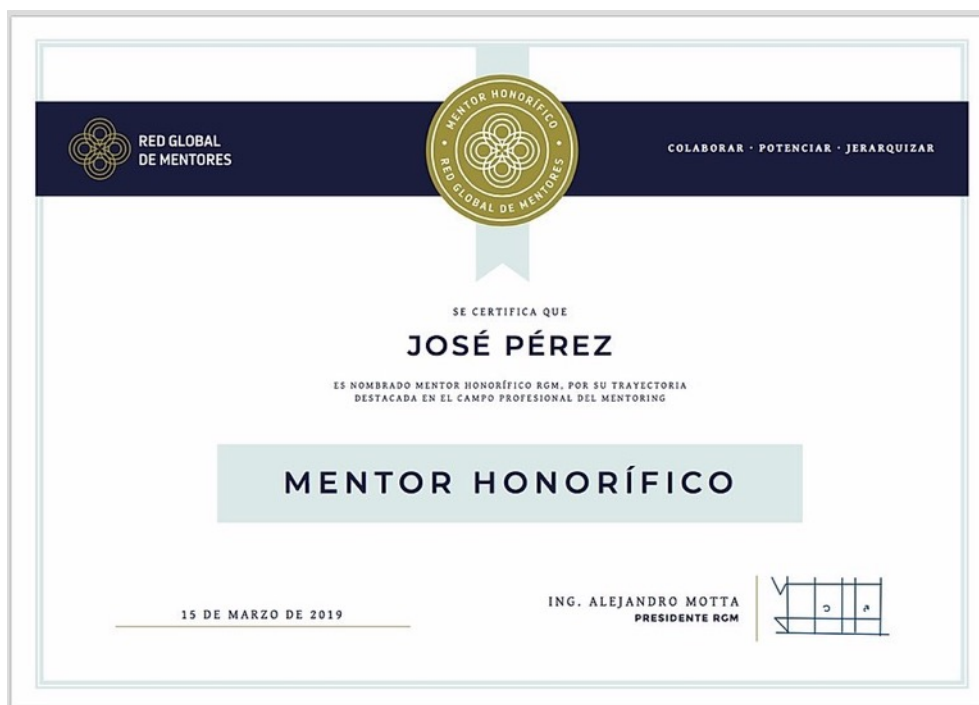 RED GLOBAL
DE MENTORES
MENTOR HONORÍFICO
RED GLOBAL DE MENTORES
COLABORAR · POTENCIAR · JERARQUIZAR
SE CERTIFICA QUE
JOSÉ PÉREZ
ES NOMBRADO MENTOR HONORÍFICO RGM, POR SU TRAYECTORIA
DESTACADA EN EL CAMPO PROFESIONAL DEL MENTORING
MENTOR HONORÍFICO
15 DE MARZO DE 2019
ING. ALEJANDRO MOTTA
PRESIDENTE RGM